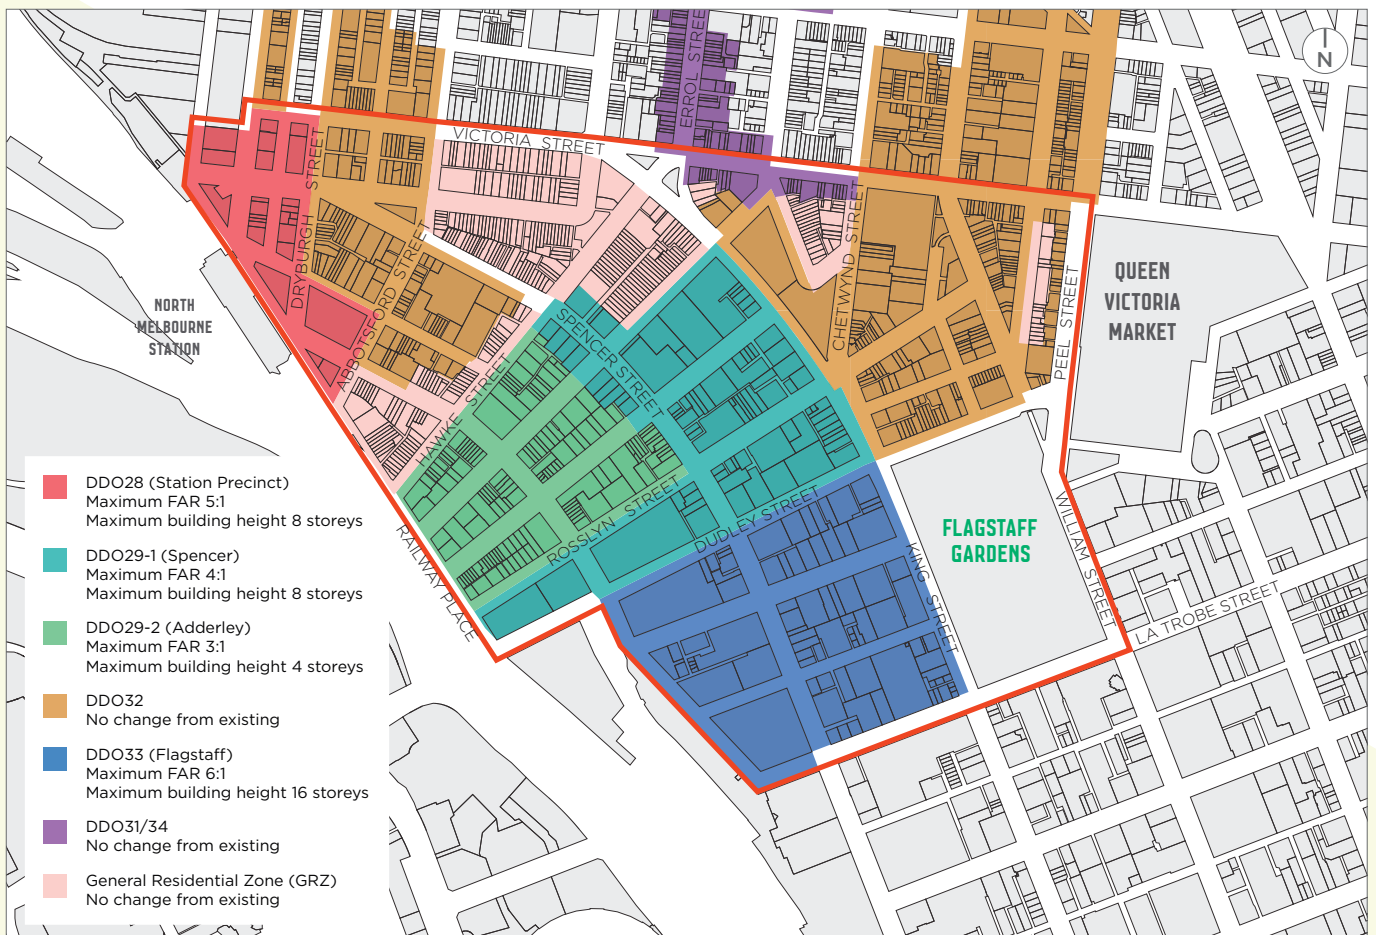 N
ERROL STREET
VICTORIA STREET
DRYBURGH STREET
ABBOTSFORD STREET
HAWKE STREET
SPENCER STREET
CHETWYND STREET
PEEL STREET
QUEEN
VICTORIA
MARKET
NORTH
MELBOURNE
STATION
ROSSLYN STREET
DUDLEY STREET
RAILWAY PLACE
KING STREET
FLAGSTAFF
GARDENS
WILLIAM STREET
LA TROBE STREET
DDO28 (Station Precinct)
Maximum FAR 5:1
Maximum building height 8 storeys
DDO29-1 (Spencer)
Maximum FAR 4:1
Maximum building height 8 storeys
DDO29-2 (Adderley)
Maximum FAR 3:1
Maximum building height 4 storeys
DDO32
No change from existing
DDO33 (Flagstaff)
Maximum FAR 6:1
Maximum building height 16 storeys
DDO31/34
No change from existing
General Residential Zone (GRZ)
No change from existing